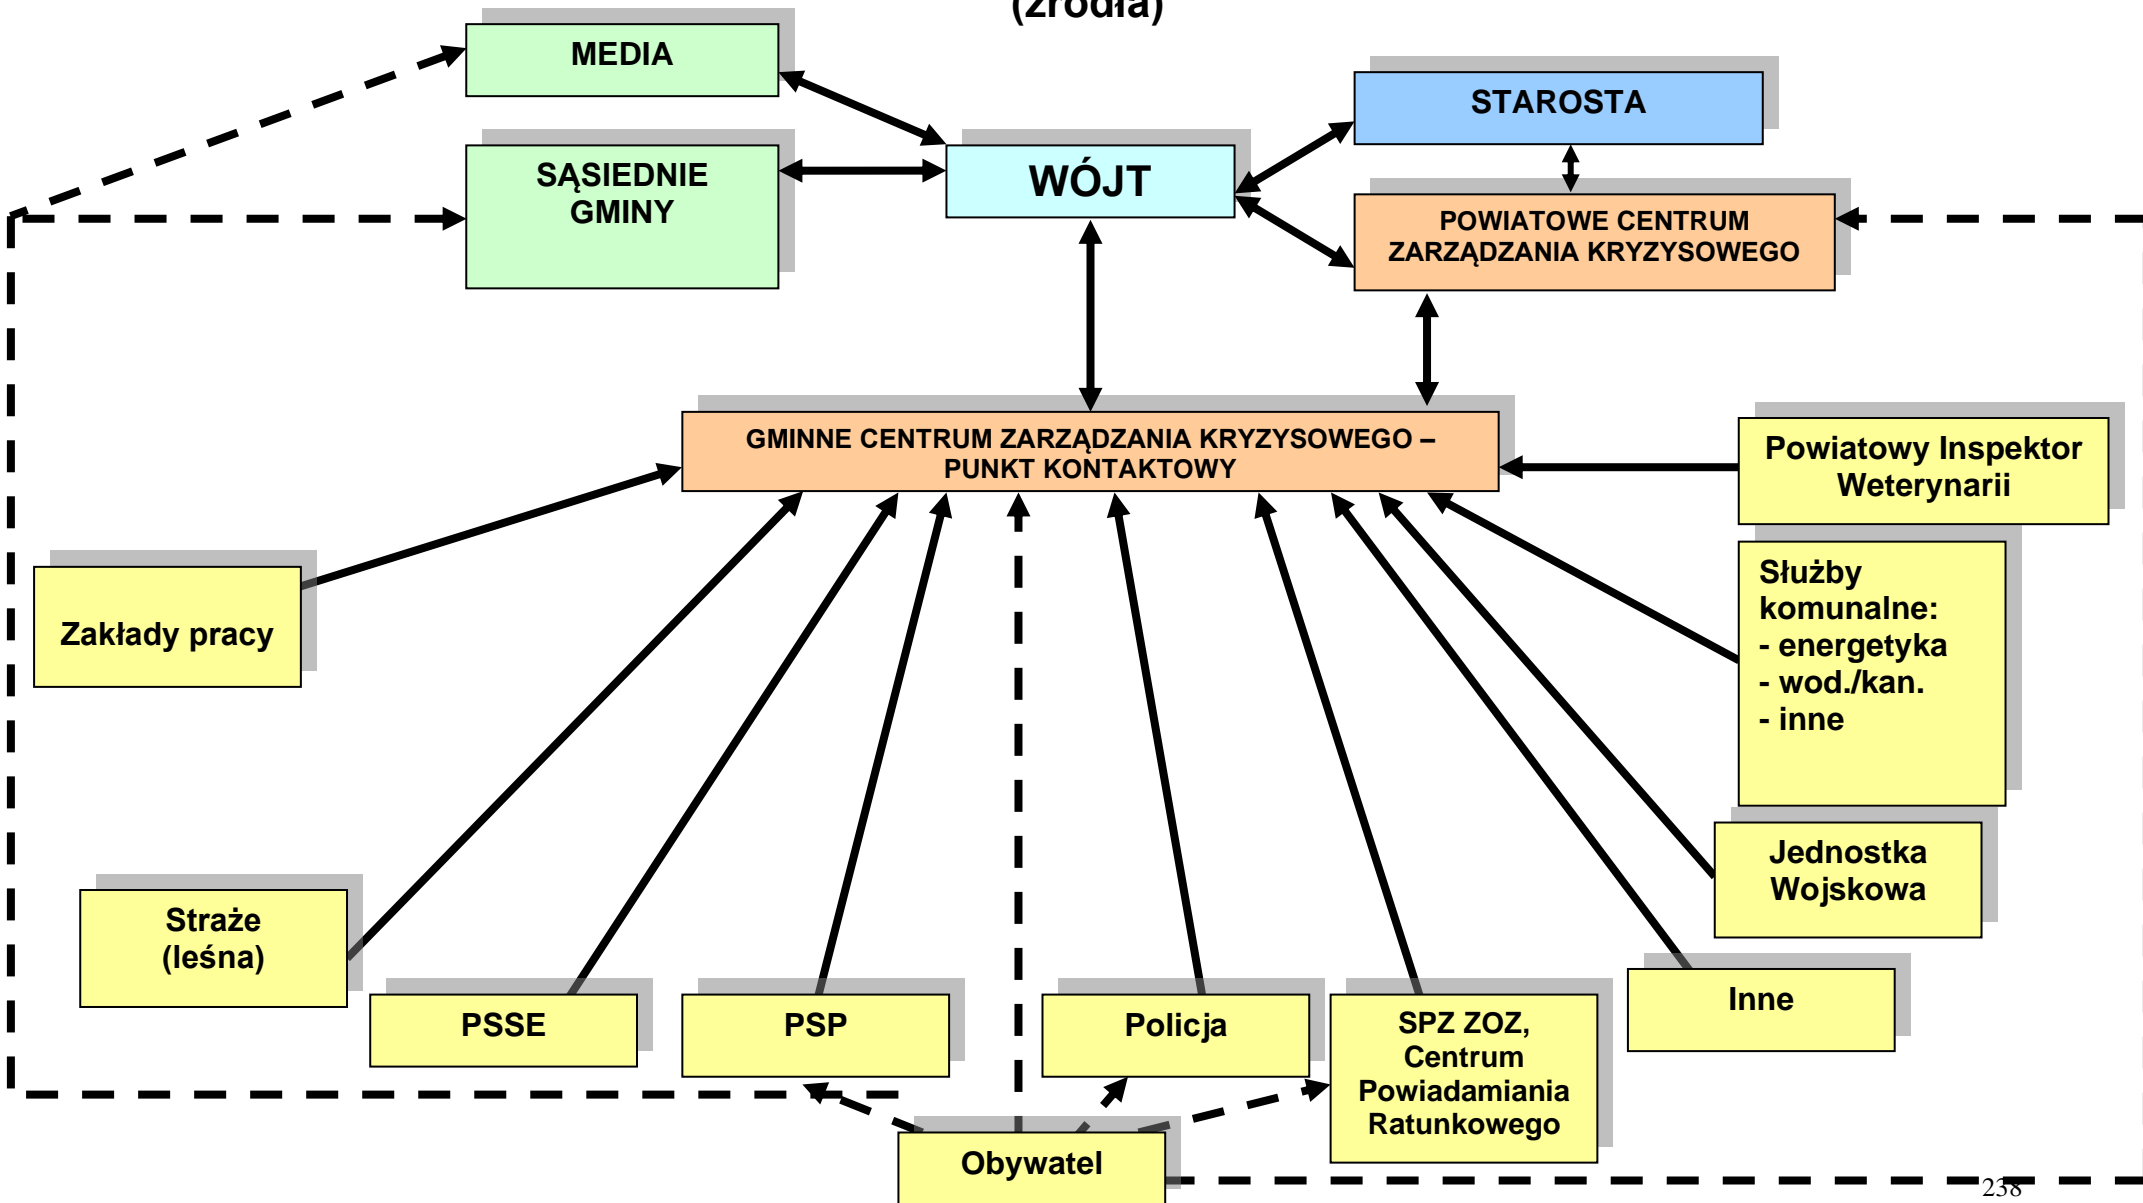 (źródła)
MEDIA
STAROSTA
SĄSIEDNIE
GMINY
WÓJT
POWIATOWE CENTRUM
ZARZĄDZANIA KRYZYSOWEGO
GMINNE CENTRUM ZARZĄDZANIA KRYZYSOWEGO –
PUNKT KONTAKTOWY
Powiatowy Inspektor
Weterynarii
Zakłady pracy
Służby
komunalne:
- energetyka
- wod./kan.
- inne
Jednostka
Wojskowa
Straże
(leśna)
PSSE
PSP
Policja
SPZ ZOZ,
Centrum
Powiadamiania
Ratunkowego
Inne
Obywatel
238